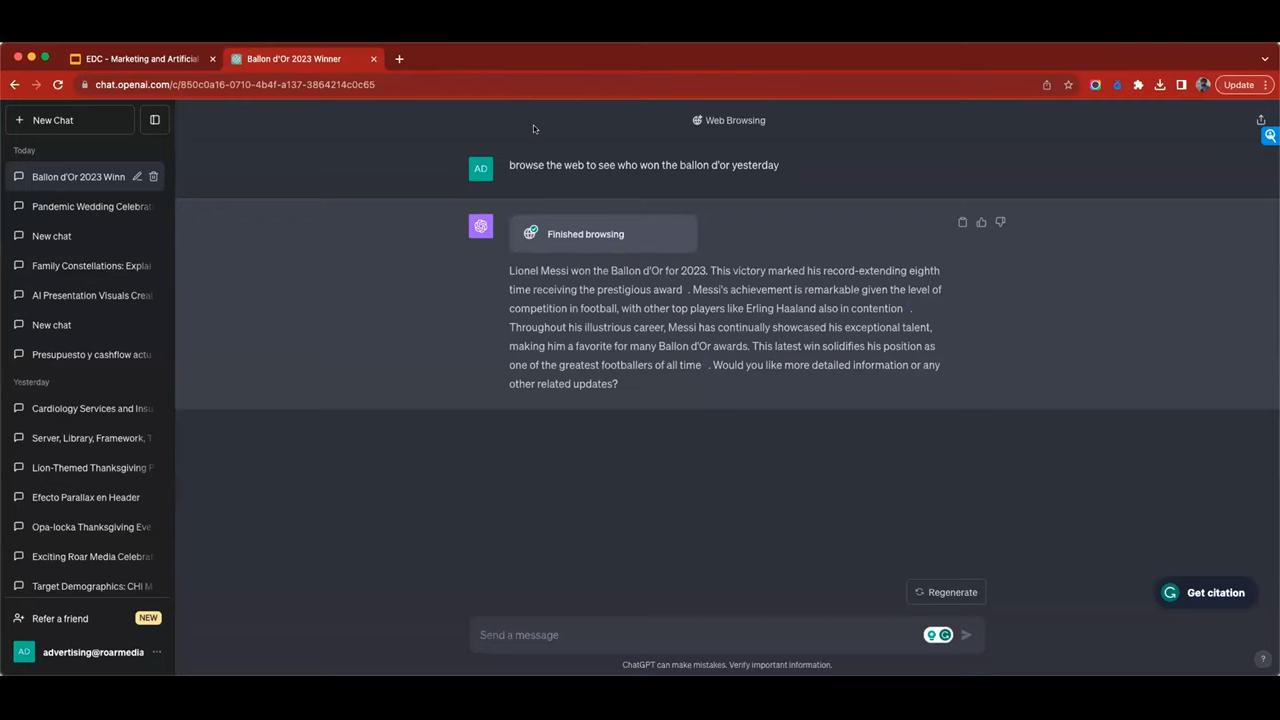 EDC - Marketing and Artificial
Ballon d'Or 2023 Winner
chat.openai.com/c/850c0a16-0710-4b4f-a137-3864214c0c65
Update
New Chat
Web Browsing
Today
AD
browse the web to see who won the ballon d'or yesterday
Ballon d'Or 2023 Winn
Pandemic Wedding Celebrat
New chat
Family Constellations: Expla
AI Presentation Visuals Crea
New chat
Presupuesto y cashflow actu
Finished browsing
Lionel Messi won the Ballon d'Or for 2023. This victory marked his record-extending eighth
time receiving the prestigious award . Messi's achievement is remarkable given the level of
competition in football, with other top players like Erling Haaland also in contention .
Throughout his illustrious career, Messi has continually showcased his exceptional talent,
making him a favorite for many Ballon d'Or awards. This latest win solidifies his position as
one of the greatest footballers of all time . Would you like more detailed information or any
other related updates?
Yesterday
Cardiology Services and Insu
Server, Library, Framework, T
Lion-Themed Thanksgiving F
Efecto Parallax en Header
Opa-locka Thanksgiving Eve
Exciting Roar Media Celebra
Target Demographics: CHI M
Refer a friend
NEW
AD
advertising@roarmedia
Regenerate
Get citation
Send a message
ChatGPT can make mistakes. Verify important information.
?